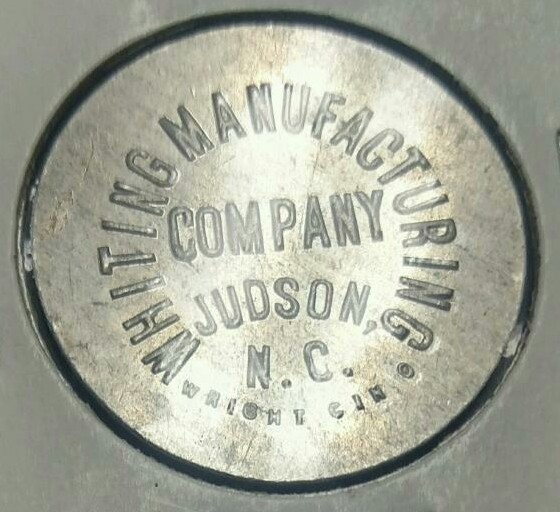 WHITING MANUFACTURING
COMPANY
JUDSON,
N.C.
WRIGHT CIN O